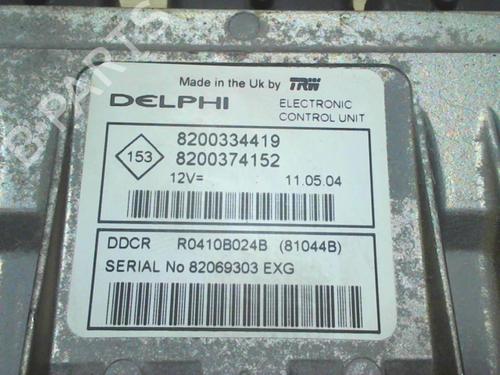 Made in the Uk by TRW
DELPHI
ELECTRONIC
CONTROL UNIT
153
8200334419
8200374152
12V=
11.05.04
DDCR R0410B024B (81044B)
SERIAL No 82069303 EXG
B-PARTS